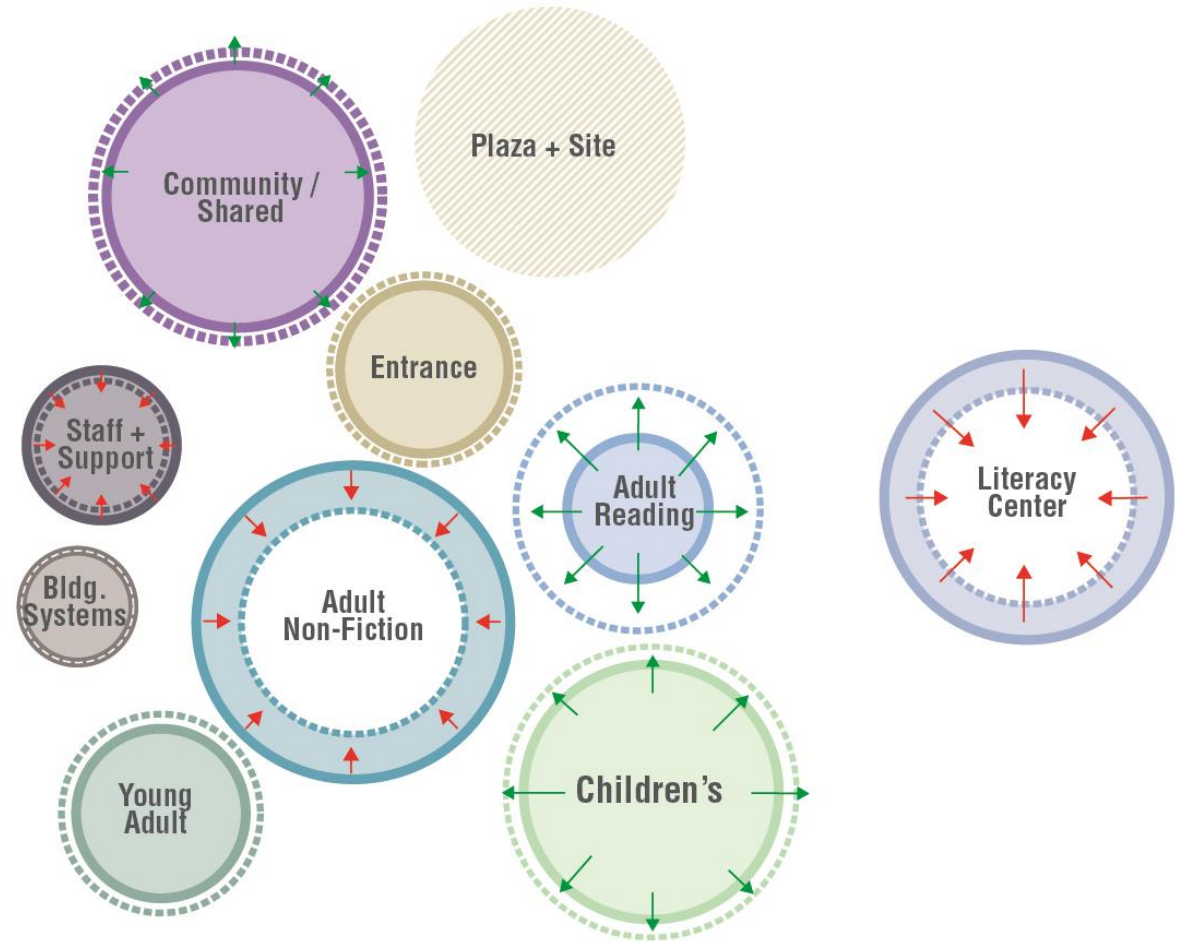 Community /
Shared
Plaza + Site
Entrance
Staff +
Support
Adult
Reading
Literacy
Center
Bldg.
Systems
Adult
Non-Fiction
Young
Adult
Children's